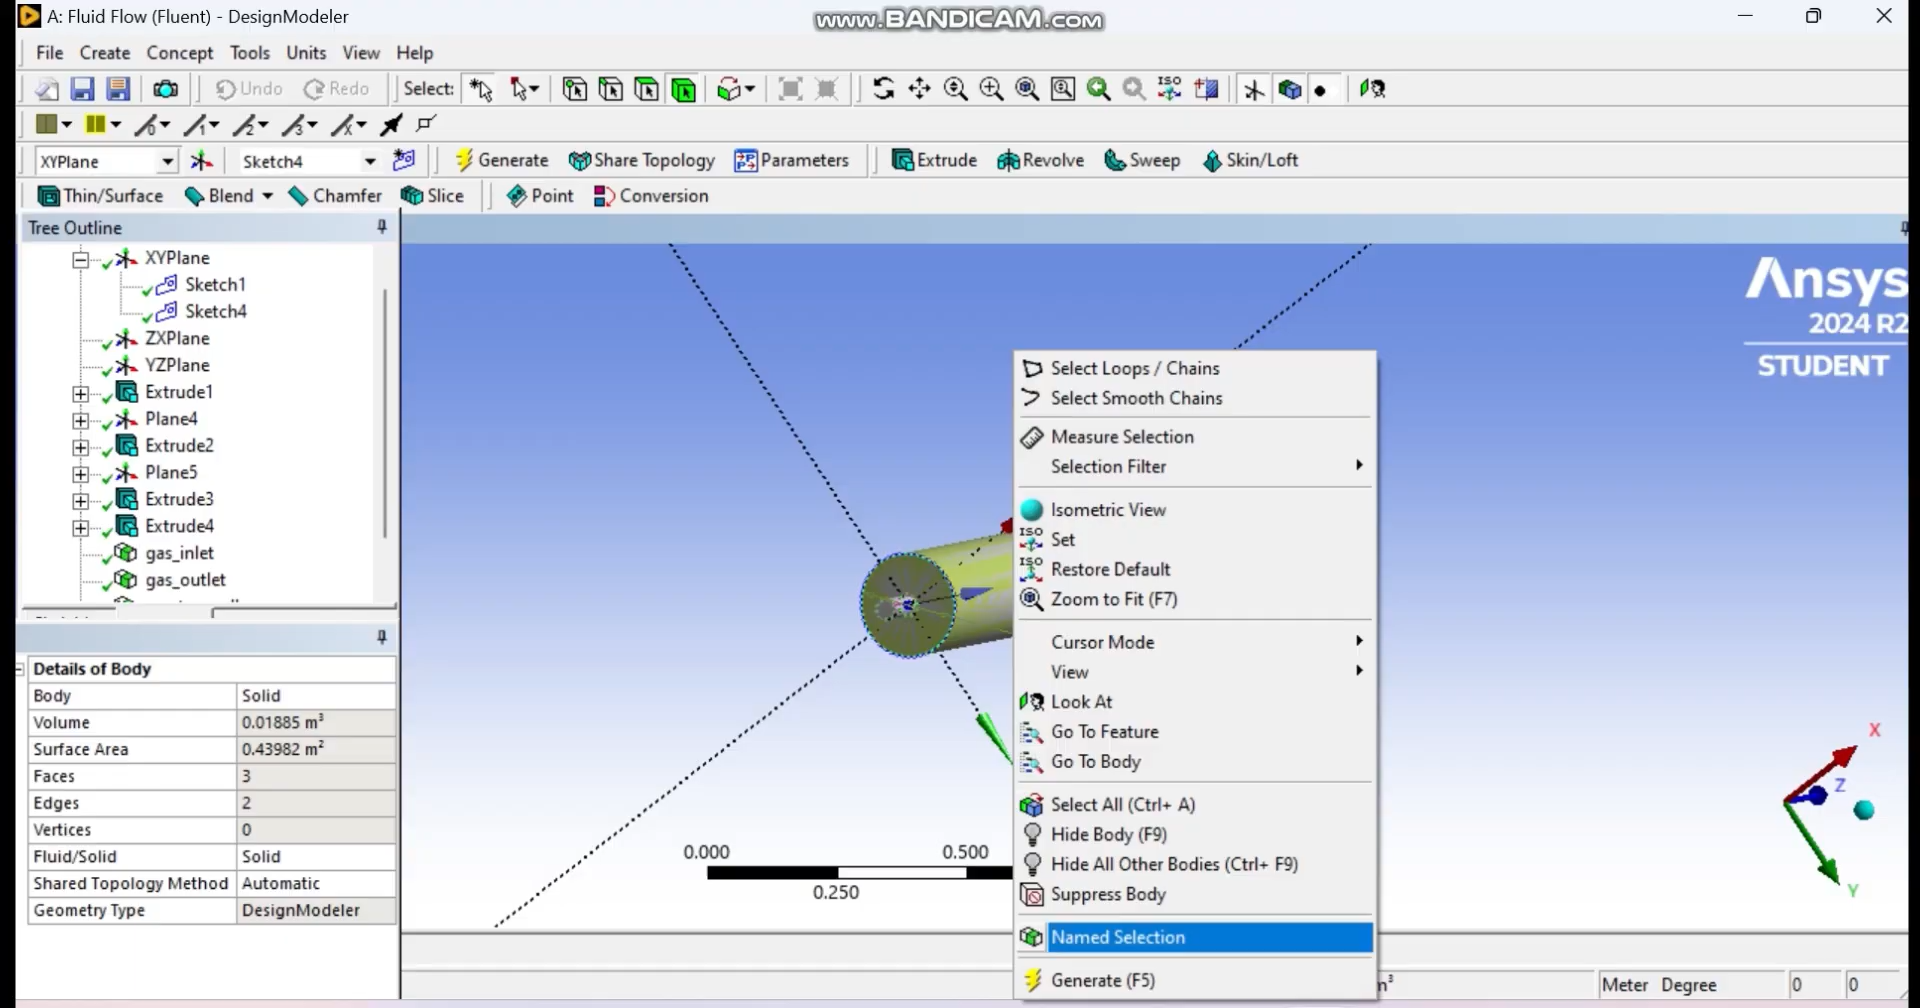 A: Fluid Flow (Fluent) - DesignModeler
www.BANDICAM.com
File Create Concept Tools Units View Help
Undo Redo Select: ISO
XYPlane Sketch4 Generate Share Topology Parameters Extrude Revolve Sweep Skin/Loft
Thin/Surface Blend Chamfer Slice Point Conversion
Tree Outline
XYPlane
Sketch1
Sketch4
ZXPlane
YZPlane
Extrude1
Plane4
Extrude2
Plane5
Extrude3
Extrude4
gas_inlet
gas_outlet
Details of Body
Body Solid
Volume 0.01885 m³
Surface Area 0.43982 m²
Faces 3
Edges 2
Vertices 0
Fluid/Solid Solid
Shared Topology Method Automatic
Geometry Type DesignModeler
Ansys
2024 R2
STUDENT
Select Loops / Chains
Select Smooth Chains
Measure Selection
Selection Filter
Isometric View
ISO Set
ISO Restore Default
Zoom to Fit (F7)
Cursor Mode
View
Look At
Go To Feature
Go To Body
Select All (Ctrl+ A)
Hide Body (F9)
Hide All Other Bodies (Ctrl+ F9)
Suppress Body
Named Selection
Generate (F5)
0.000 0.500
0.250
X
Z
Y
m³ Meter Degree 0 0